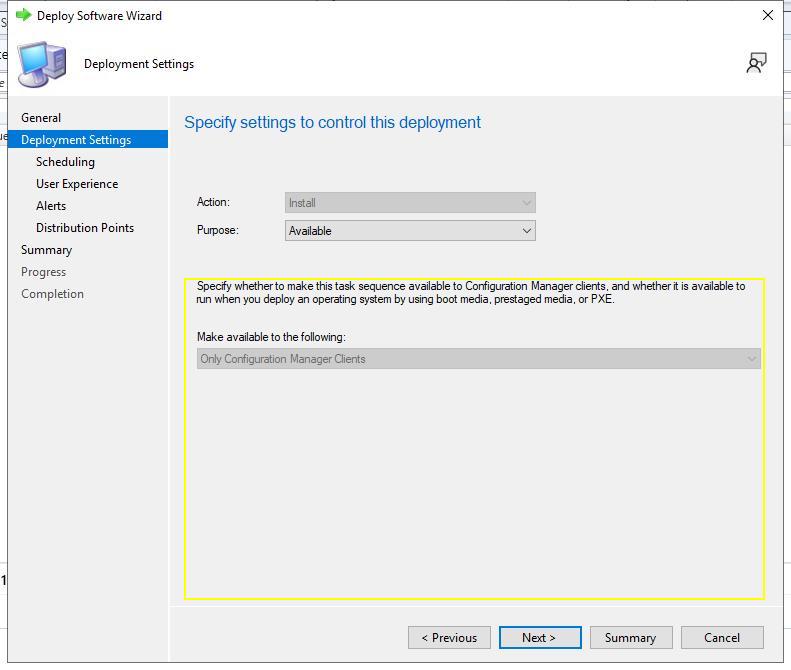 Deploy Software Wizard
Deployment Settings
General
Deployment Settings
Scheduling
User Experience
Alerts
Distribution Points
Summary
Progress
Completion
Specify settings to control this deployment
Action:
Install
Purpose:
Available
Specify whether to make this task sequence available to Configuration Manager clients, and whether it is available to
run when you deploy an operating system by using boot media, prestaged media, or PXE.
Make available to the following:
Only Configuration Manager Clients
< Previous
Next >
Summary
Cancel